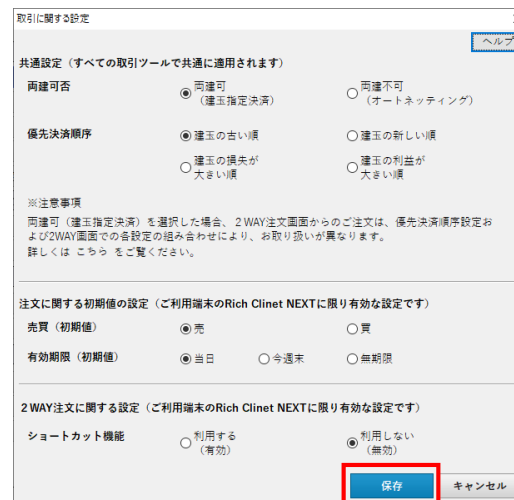 取引に関する設定
ヘルプ
共通設定（すべての取引ツールで共通に適用されます）
両建可否
両建可
（建玉指定決済）
両建不可
（オートネッティング）
優先決済順序
建玉の古い順
建玉の新しい順
建玉の損失が
大きい順
建玉の利益が
大きい順
※注意事項
両建可（建玉指定決済）を選択した場合、２WAY注文画面からのご注文は、優先決済順序設定お
よび2WAY画面での各設定の組み合わせにより、お取り扱いが異なります。
詳しくは こちら をご覧ください。
注文に関する初期値の設定（ご利用端末のRich Clinet NEXTに限り有効な設定です）
売買（初期値）
売
買
有効期限（初期値）
当日
今週末
無期限
２WAY注文に関する設定（ご利用端末のRich Clinet NEXTに限り有効な設定です）
ショートカット機能
利用する
（有効）
利用しない
（無効）
保存
キャンセル